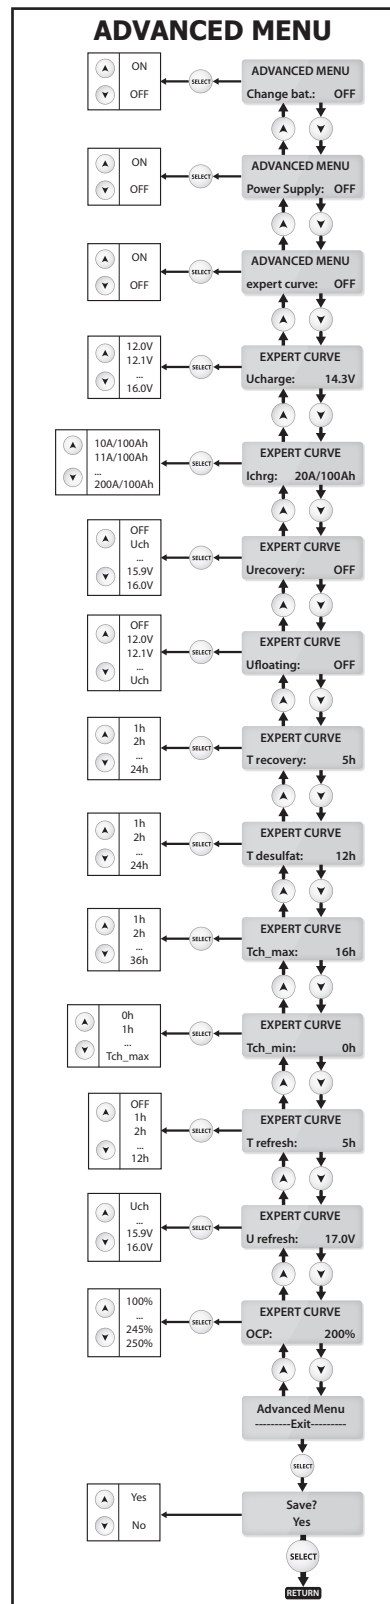 ADVANCED MENU
ON
OFF
SELECT
ADVANCED MENU
Change bat.: OFF
ON
OFF
SELECT
ADVANCED MENU
Power Supply: OFF
ON
OFF
SELECT
ADVANCED MENU
expert curve: OFF
12.0V
12.1V
...
16.0V
SELECT
EXPERT CURVE
Ucharge: 14.3V
10A/100Ah
11A/100Ah
...
200A/100Ah
SELECT
EXPERT CURVE
Ichrg: 20A/100Ah
OFF
Uch
...
15.9V
16.0V
SELECT
EXPERT CURVE
Urecovery: OFF
OFF
12.0V
12.1V
...
Uch
SELECT
EXPERT CURVE
Ufloating: OFF
1h
2h
...
24h
SELECT
EXPERT CURVE
T recovery: 5h
1h
2h
...
24h
SELECT
EXPERT CURVE
T desulfat: 12h
1h
2h
...
36h
SELECT
EXPERT CURVE
Tch_max: 16h
0h
1h
...
Tch_max
SELECT
EXPERT CURVE
Tch_min: 0h
OFF
1h
2h
...
12h
SELECT
EXPERT CURVE
T refresh: 5h
Uch
...
15.9V
16.0V
SELECT
EXPERT CURVE
U refresh: 17.0V
100%
...
245%
250%
SELECT
EXPERT CURVE
OCP: 200%
Advanced Menu
---------Exit---------
SELECT
Yes
No
Save?
Yes
SELECT
RETURN